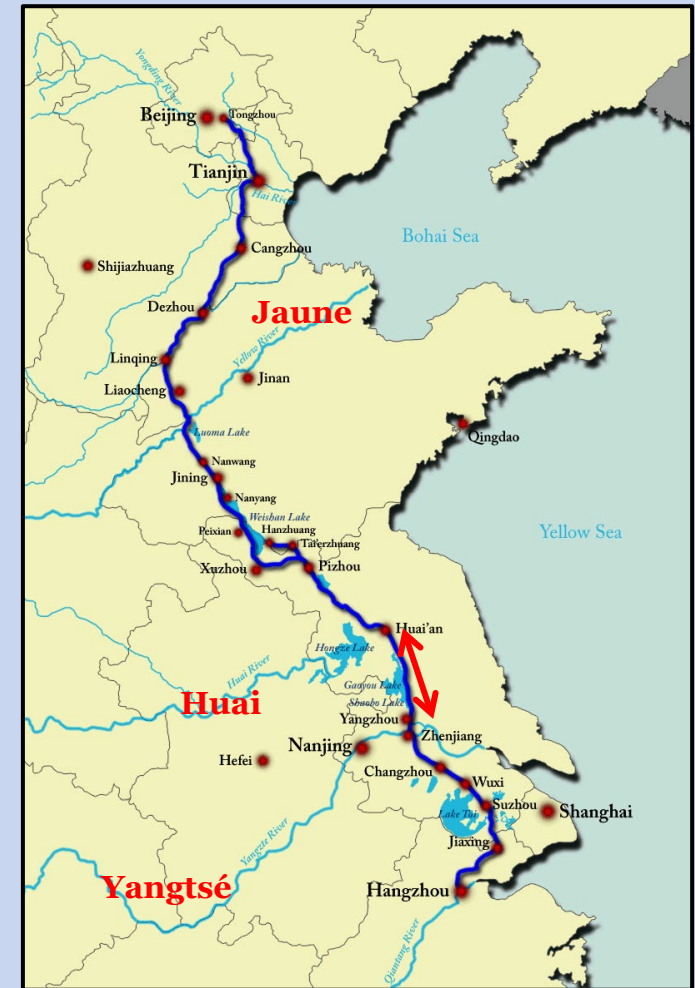 Yongding River
Beijing
Tongzhou
Tianjin
Hai River
Bohai Sea
Cangzhou
Shijiazhuang
Dezhou
Jaune
Yellow River
Linqing
Jinan
Liaocheng
Qingdao
Luoma Lake
Nanwang
Jining
Nanyang
Weishan Lake
Peixian
Hanzhuang
Tai'erzhuang
Yellow Sea
Xuzhou
Pizhou
Huai'an
Hongze Lake
Huai River
Gaoyou Lake
Huai
Shaobo Lake
Yangzhou
Zhenjiang
Nanjing
Hefei
Changzhou
Wuxi
Suzhou
Shanghai
Lake Tai
Yangzte River
Jiaxing
Yangtsé
Hangzhou
Qiantang River